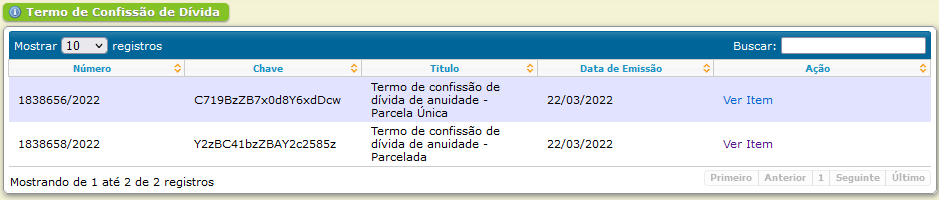 Termo de Confissão de Dívida
Mostrar 10 registros Buscar:
Número Chave Titulo Data de Emissão Ação
1838656/2022 C719BzZB7x0d8Y6xdDcw Termo de confissão de
dívida de anuidade -
Parcela Única 22/03/2022 Ver Item
1838658/2022 Y2zBC41bzZBAY2c2585z Termo de confissão de
dívida de anuidade -
Parcelada 22/03/2022 Ver Item
Mostrando de 1 até 2 de 2 registros Primeiro Anterior 1 Seguinte Último